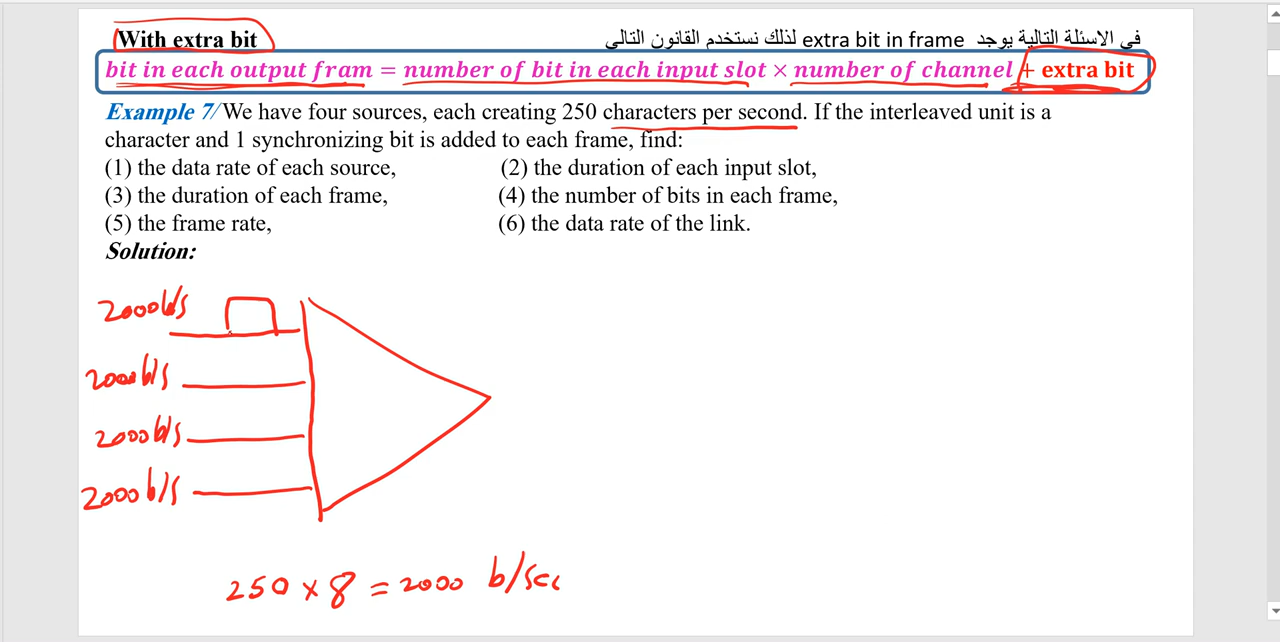 With extra bit في الاسئلة التالية يوجد extra bit in frame لذلك نستخدم القانون التالي
bit in each output fram = number of bit in each input slot × number of channel + extra bit
Example 7/ We have four sources, each creating 250 characters per second. If the interleaved unit is a
character and 1 synchronizing bit is added to each frame, find:
(1) the data rate of each source, (2) the duration of each input slot,
(3) the duration of each frame, (4) the number of bits in each frame,
(5) the frame rate, (6) the data rate of the link.
Solution:
2000b/s
2000b/s
2000b/s
2000b/s
250 × 8 = 2000 b/sec